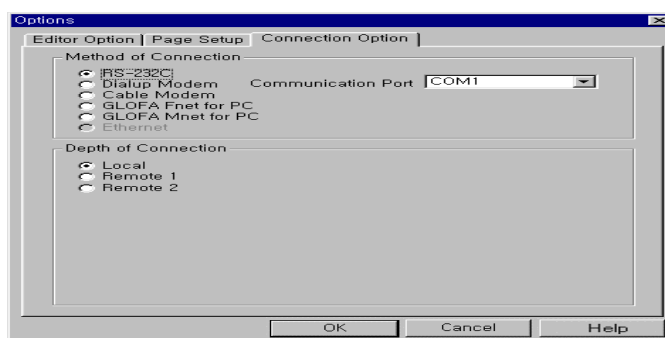 Options
Editor Option Page Setup Connection Option
Method of Connection
RS-232C
Dialup Modem Communication Port COM1
Cable Modem
GLOFA Fnet for PC
GLOFA Mnet for PC
Ethernet
Depth of Connection
Local
Remote 1
Remote 2
OK Cancel Help